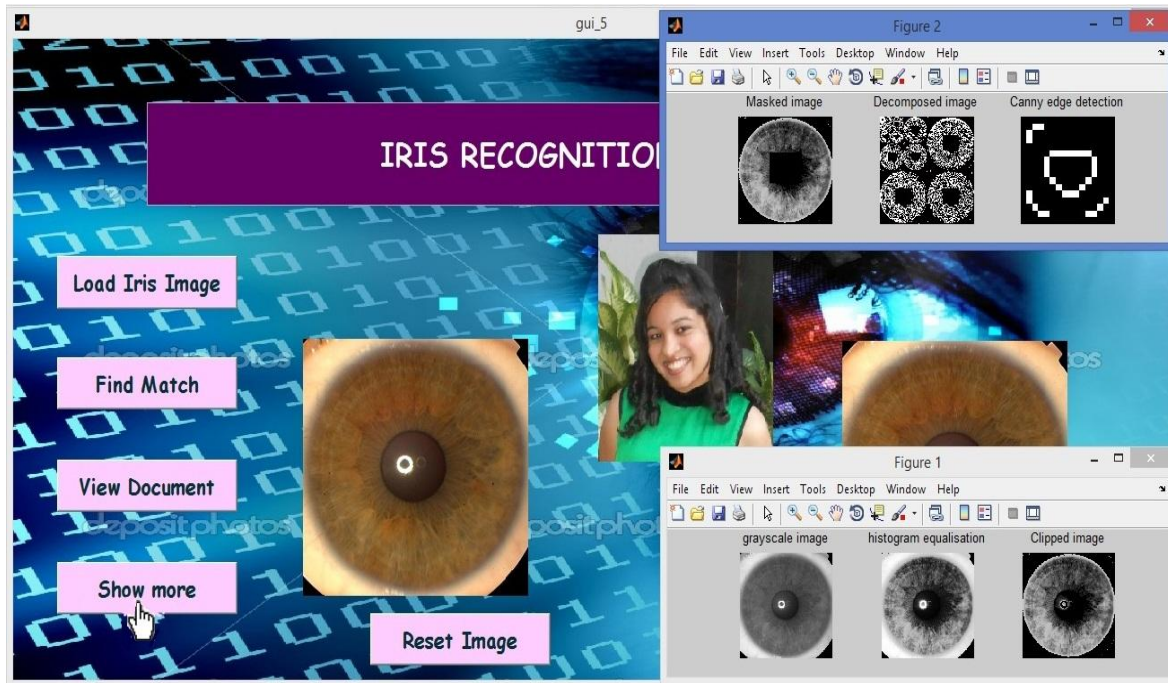 gui_5
IRIS RECOGNITIO
Load Iris Image
Find Match
View Document
Show more
Reset Image
depositphotos
Figure 2
File Edit View Insert Tools Desktop Window Help
Masked image Decomposed image Canny edge detection
Figure 1
File Edit View Insert Tools Desktop Window Help
grayscale image histogram equalisation Clipped image